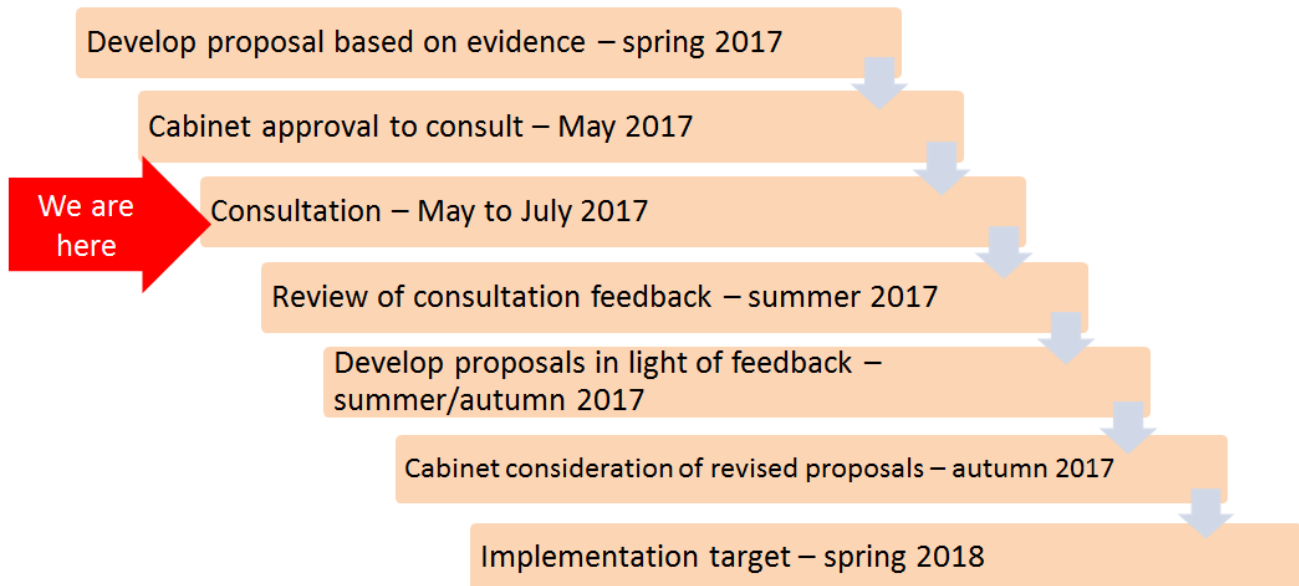 Develop proposal based on evidence – spring 2017
Cabinet approval to consult – May 2017
We are
here
Consultation – May to July 2017
Review of consultation feedback – summer 2017
Develop proposals in light of feedback –
summer/autumn 2017
Cabinet consideration of revised proposals – autumn 2017
Implementation target – spring 2018